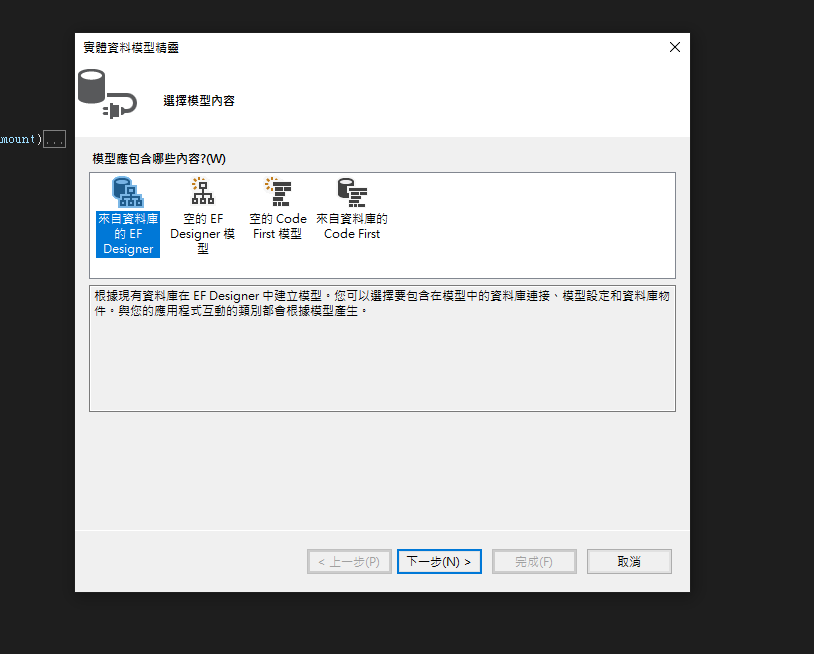 實體資料模型精靈
選擇模型內容
mount)...
模型應包含哪些內容?(W)
來自資料庫
的 EF
Designer
空的 EF
Designer 模
型
空的 Code
First 模型
來自資料庫的
Code First
根據現有資料庫在 EF Designer 中建立模型。您可以選擇要包含在模型中的資料庫連接、模型設定和資料庫物
件。與您的應用程式互動的類別都會根據模型產生。
< 上一步(P)
下一步(N) >
完成(F)
取消